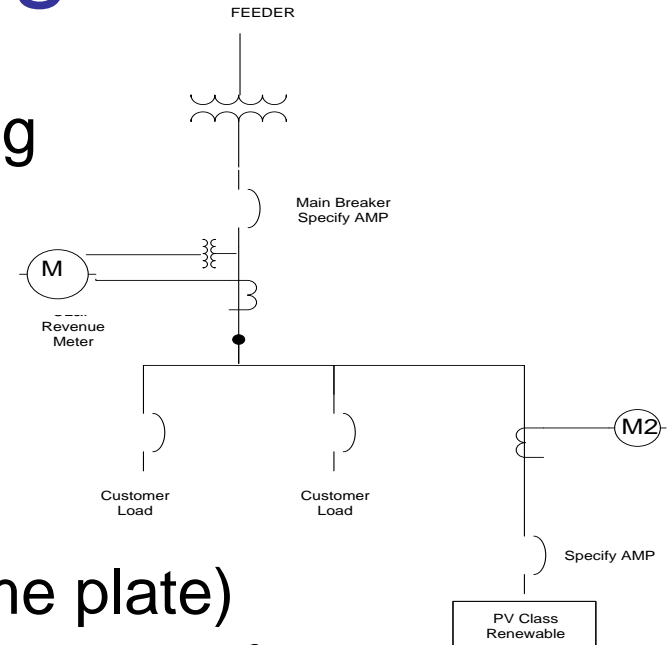 g
FEEDER
g
Main Breaker
Specify AMP
M
Revenue
Meter
M2
Customer
Load
Customer
Load
Specify AMP
ne plate)
PV Class
Renewable